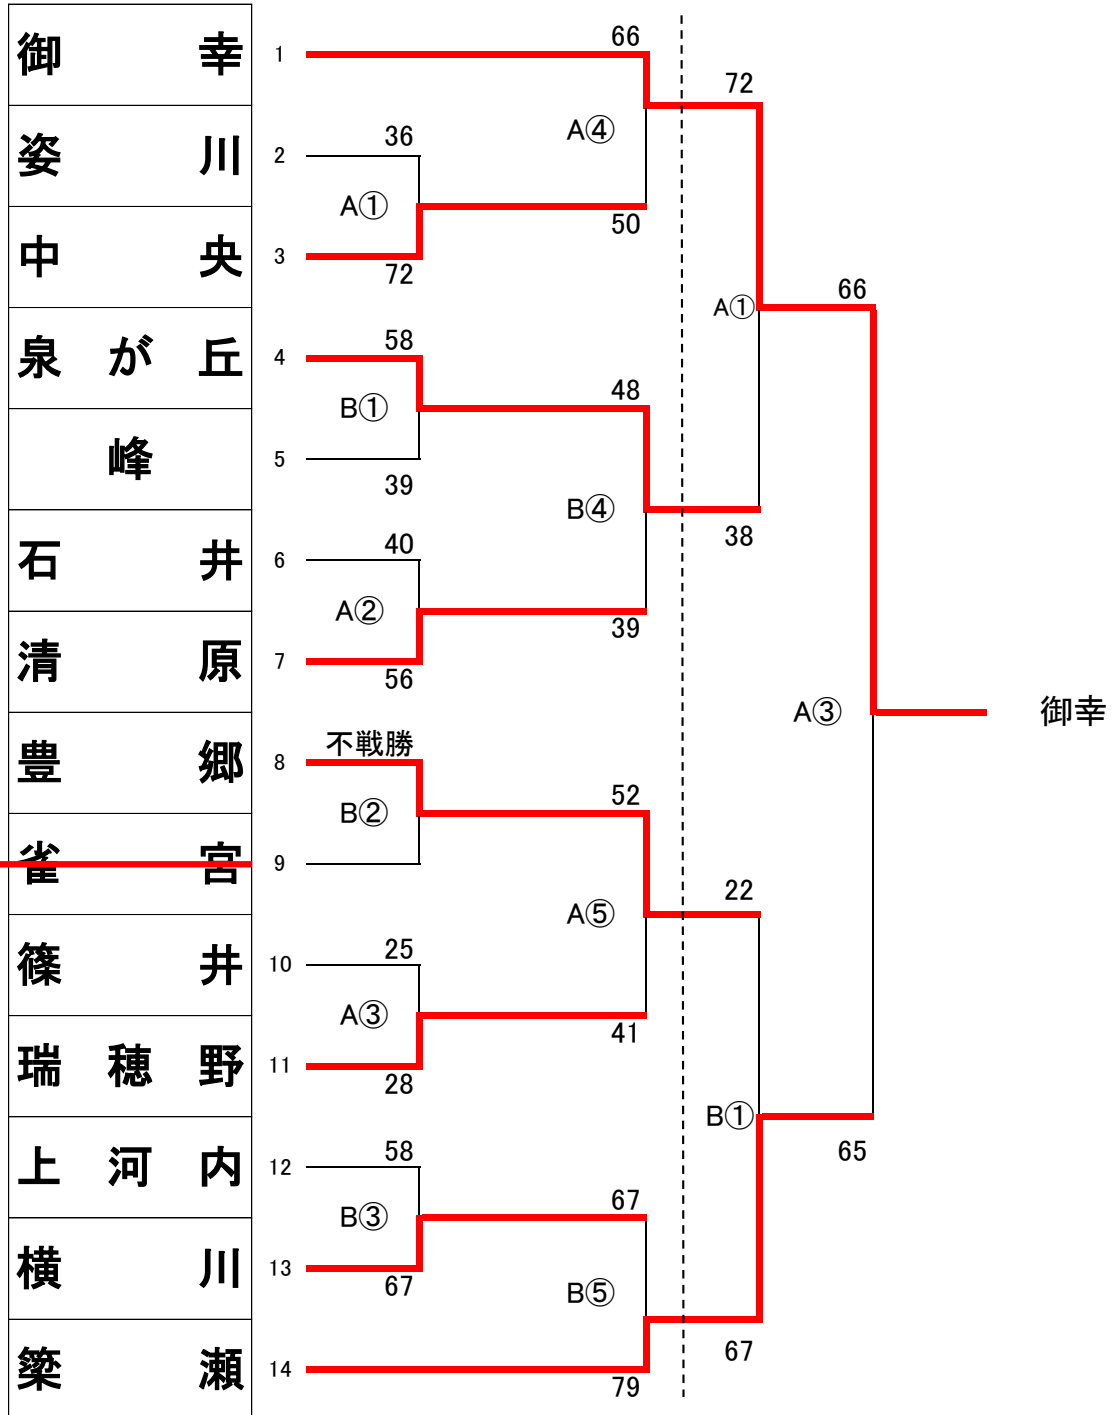 御幸 1 66
72
姿川 2 36 A④
A①
50
中央 3 72
A① 66
泉が丘 4 58
B① 48
峰 5 39
B④ 38
石井 6 40
A② 39
清原 7 56
A③ 御幸
豊郷 8 不戦勝
B② 52
雀宮 9
22
A⑤
篠井 10 25
A③ 41
瑞穂野 11 28
B① 65
上河内 12 58
B③ 67
横川 13 67
B⑤
67
簗瀬 14 79